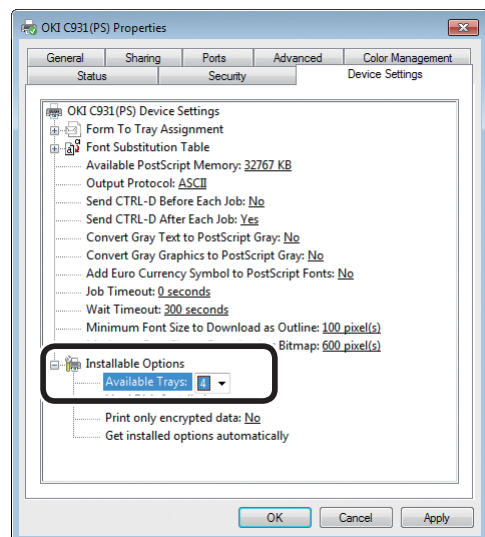 OKI C931(PS) Properties
General Sharing Ports Advanced Color Management
Status Security Device Settings
OKI C931(PS) Device Settings
Form To Tray Assignment
Font Substitution Table
Available PostScript Memory: 32767 KB
Output Protocol: ASCII
Send CTRL-D Before Each Job: No
Send CTRL-D After Each Job: Yes
Convert Gray Text to PostScript Gray: No
Convert Gray Graphics to PostScript Gray: No
Add Euro Currency Symbol to PostScript Fonts: No
Job Timeout: 0 seconds
Wait Timeout: 300 seconds
Minimum Font Size to Download as Outline: 100 pixel(s)
Bitmap: 600 pixel(s)
Installable Options
Available Trays: 4
Print only encrypted data: No
Get installed options automatically
OK Cancel Apply